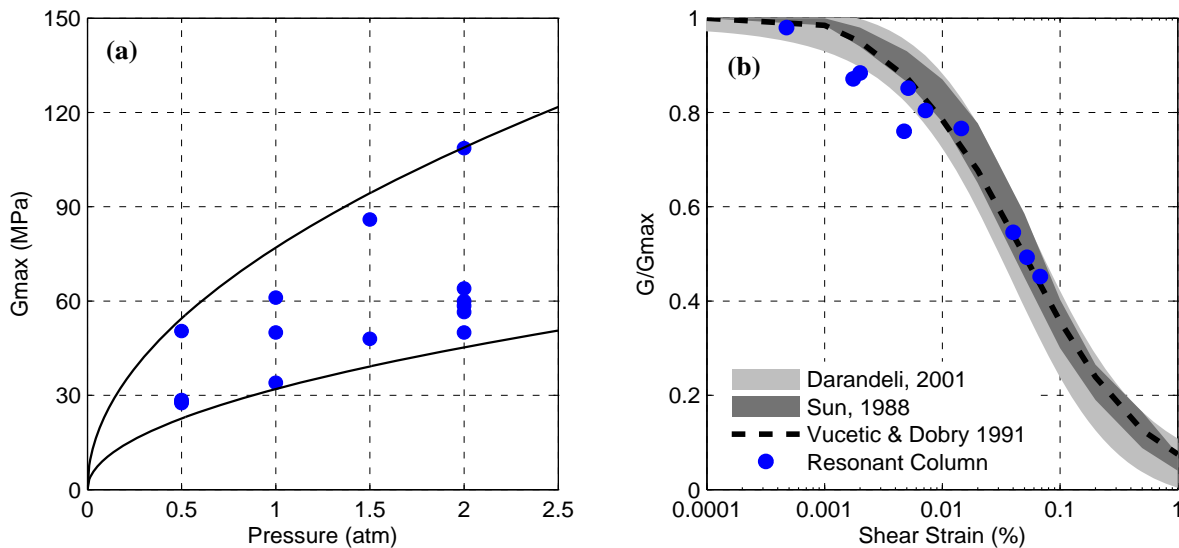 150
120
90
60
30
0
Gmax (MPa)
(a)
0 0.5 1 1.5 2 2.5
Pressure (atm)
1
0.8
0.6
0.4
0.2
0
G/Gmax
(b)
Darandeli, 2001
Sun, 1988
Vucetic & Dobry 1991
Resonant Column
0.0001 0.001 0.01 0.1 1
Shear Strain (%)